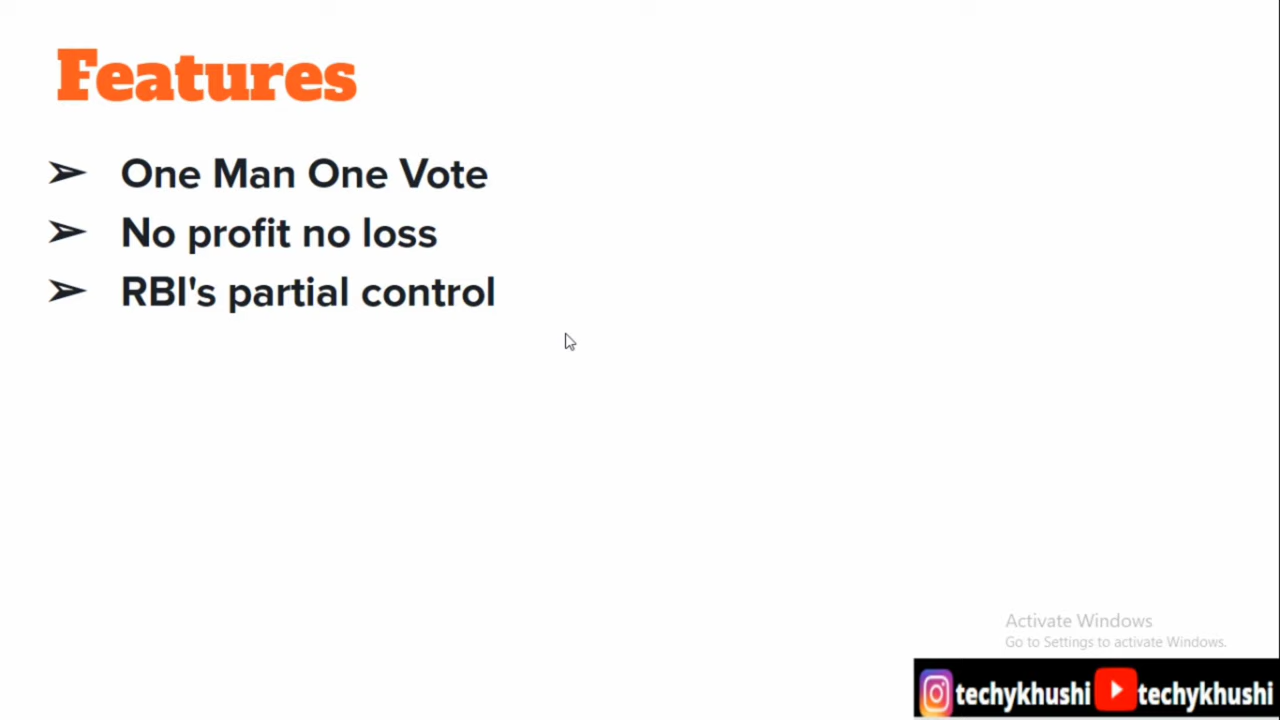 Features
➢ One Man One Vote
➢ No profit no loss
➢ RBI's partial control
Activate Windows
Go to Settings to activate Windows.
techykhushi techykhushi